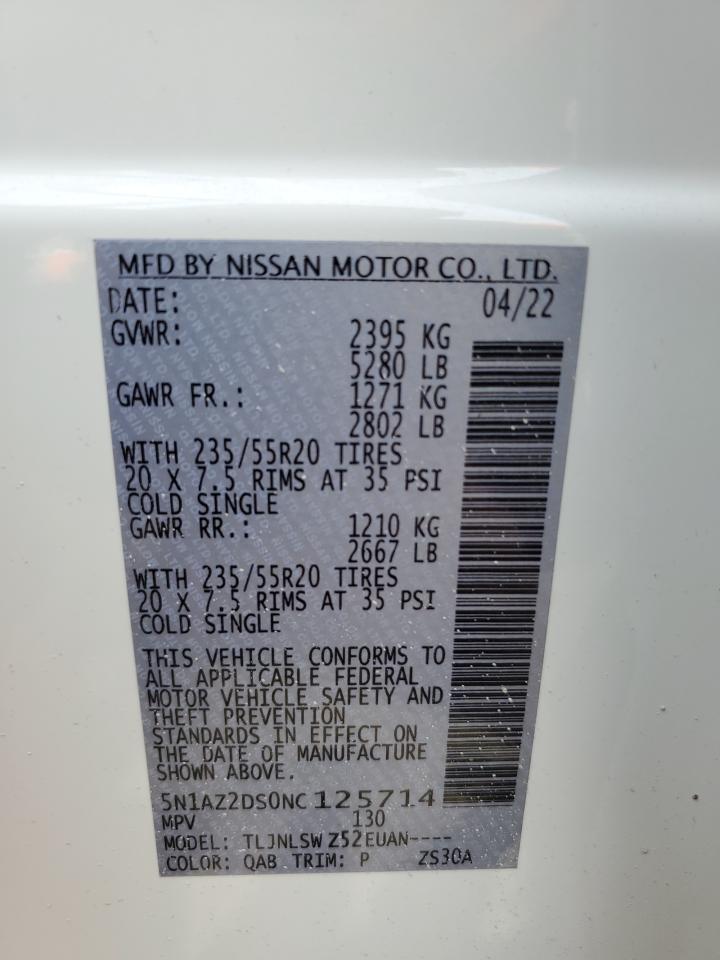 MFD BY NISSAN MOTOR CO., LTD.
DATE: 04/22
GVWR: 2395 KG
5280 LB
GAWR FR.: 1271 KG
2802 LB
WITH 235/55R20 TIRES
20 X 7.5 RIMS AT 35 PSI
COLD SINGLE
GAWR RR.: 1210 KG
2667 LB
WITH 235/55R20 TIRES
20 X 7.5 RIMS AT 35 PSI
COLD SINGLE
THIS VEHICLE CONFORMS TO
ALL APPLICABLE FEDERAL
MOTOR VEHICLE SAFETY AND
THEFT PREVENTION
STANDARDS IN EFFECT ON
THE DATE OF MANUFACTURE
SHOWN ABOVE.
5N1AZ2DS0NC125714
MPV 130
MODEL: TLJNLSW Z52EUAN----
COLOR: QAB TRIM: P ZS30A